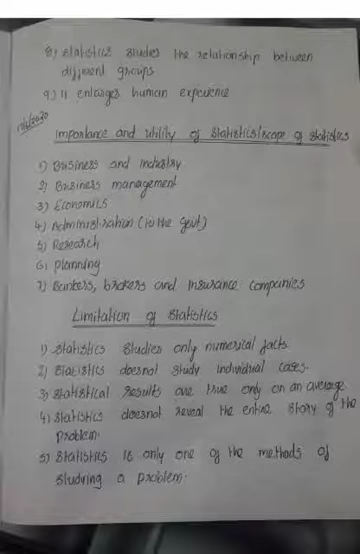 8) Statistics studies the relationship between
different groups
9) It enlarges human experience
Importance and utility of statistics/scope of statistics
1) Business and industry
2) Business management
3) Economics
4) Administration (to the govt)
5) Research
6) planning
7) Bankers, brokers and Insurance companies
Limitation of Statistics
1) Statistics studies only numerical facts
2) Statistics doesnot study individual cases.
3) Statistical results are true only on an average.
4) Statistics doesnot reveal the entire story of the
problem.
5) Statistics is only one of the methods of
studying a problem.